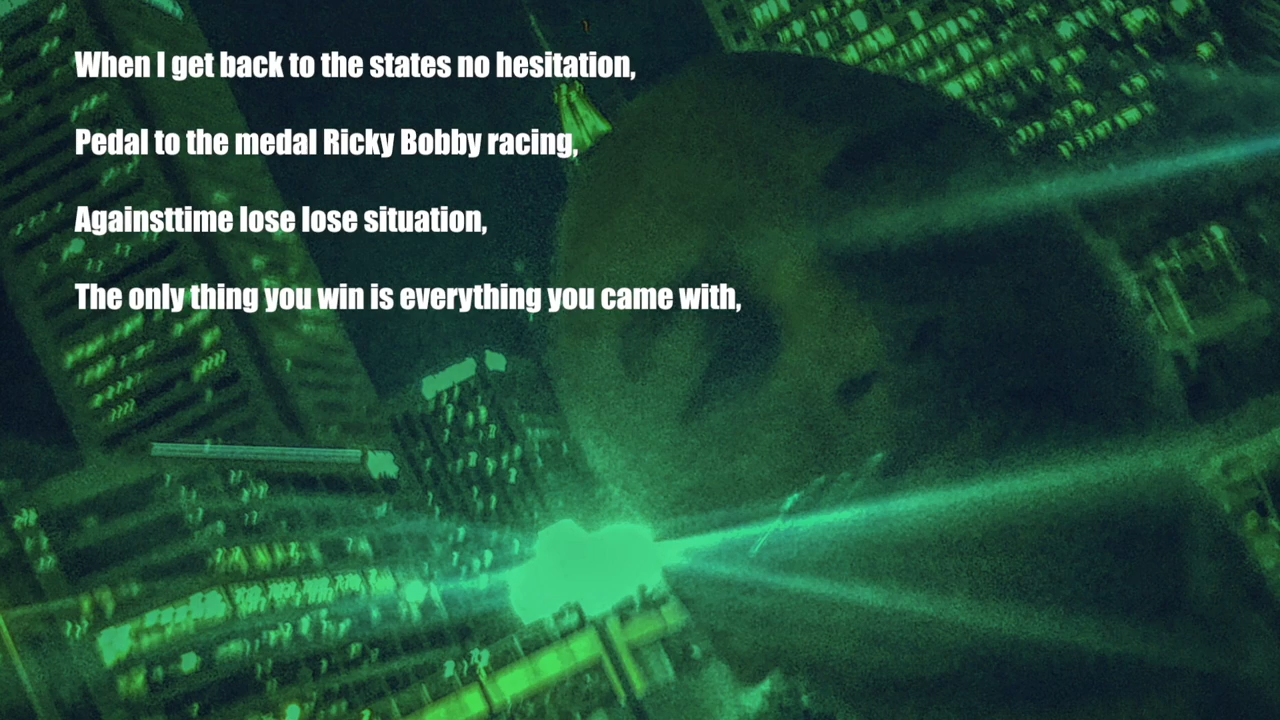 When I get back to the states no hesitation,
Pedal to the medal Ricky Bobby racing,
Againsttime lose lose situation,
The only thing you win is everything you came with,